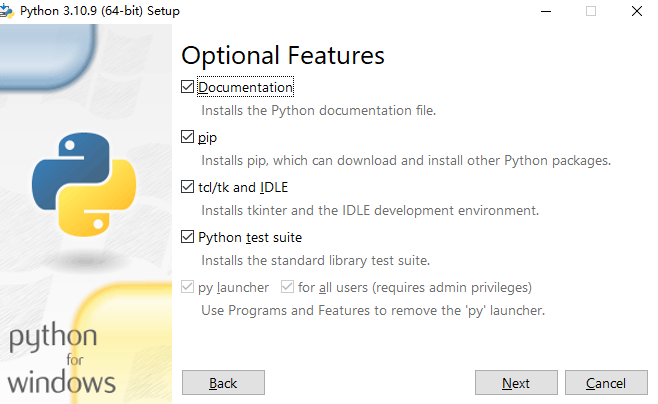 Python 3.10.9 (64-bit) Setup
Optional Features
Documentation
Installs the Python documentation file.
pip
Installs pip, which can download and install other Python packages.
tcl/tk and IDLE
Installs tkinter and the IDLE development environment.
Python test suite
Installs the standard library test suite.
py launcher for all users (requires admin privileges)
Use Programs and Features to remove the 'py' launcher.
python
for
windows
Back Next Cancel